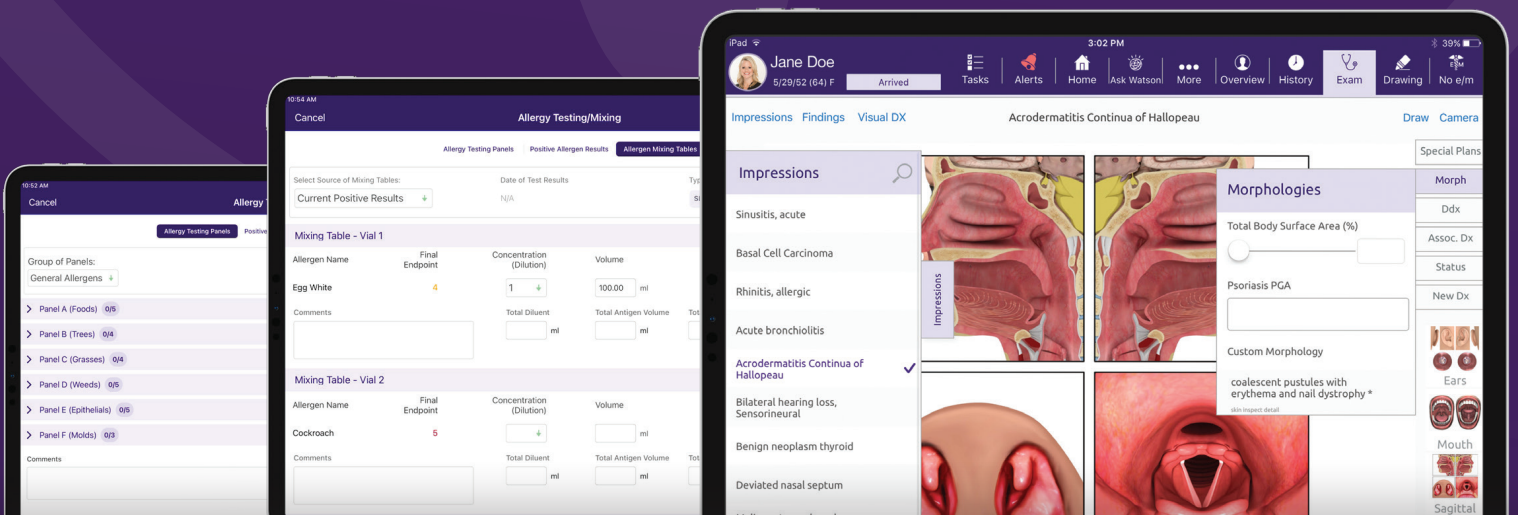 10:52 AM
Cancel
Allergy T
Allergy Testing Panels
Positive
Group of Panels:
General Allergens
Panel A (Foods) 0/5
Panel B (Trees) 0/4
Panel C (Grasses) 0/4
Panel D (Weeds) 0/5
Panel E (Epithelials) 0/5
Panel F (Molds) 0/3
Comments
10:54 AM
Cancel
Allergy Testing/Mixing
Allergy Testing Panels
Positive Allergen Results
Allergen Mixing Tables
Select Source of Mixing Tables:
Date of Test Results
Typ
Current Positive Results
N/A
Mixing Table - Vial 1
Allergen Name
Final
Endpoint
Concentration
(Dilution)
Volume
Egg White
4
1
100.00 ml
Comments
Total Diluent
Total Antigen Volume
Tot
ml
ml
Mixing Table - Vial 2
Allergen Name
Final
Endpoint
Concentration
(Dilution)
Volume
Cockroach
5
ml
Comments
Total Diluent
Total Antigen Volume
Tot
ml
ml
iPad
3:02 PM
39%
Jane Doe
5/29/52 (64) F
Arrived
Tasks
Alerts
Home
Ask Watson
More
Overview
History
Exam
Drawing
E&M
No e/m
Impressions
Findings
Visual DX
Acrodermatitis Continua of Hallopeau
Draw
Camera
Impressions
Sinusitis, acute
Basal Cell Carcinoma
Rhinitis, allergic
Acute bronchiolitis
Acrodermatitis Continua of
Hallopeau
Bilateral hearing loss,
Sensorineural
Benign neoplasm thyroid
Deviated nasal septum
Impressions
Morphologies
Total Body Surface Area (%)
Psoriasis PGA
Custom Morphology
coalescent pustules with
erythema and nail dystrophy *
skin inspect detail
Special Plans
Morph
Ddx
Assoc. Dx
Status
New Dx
Ears
Mouth
Sagittal